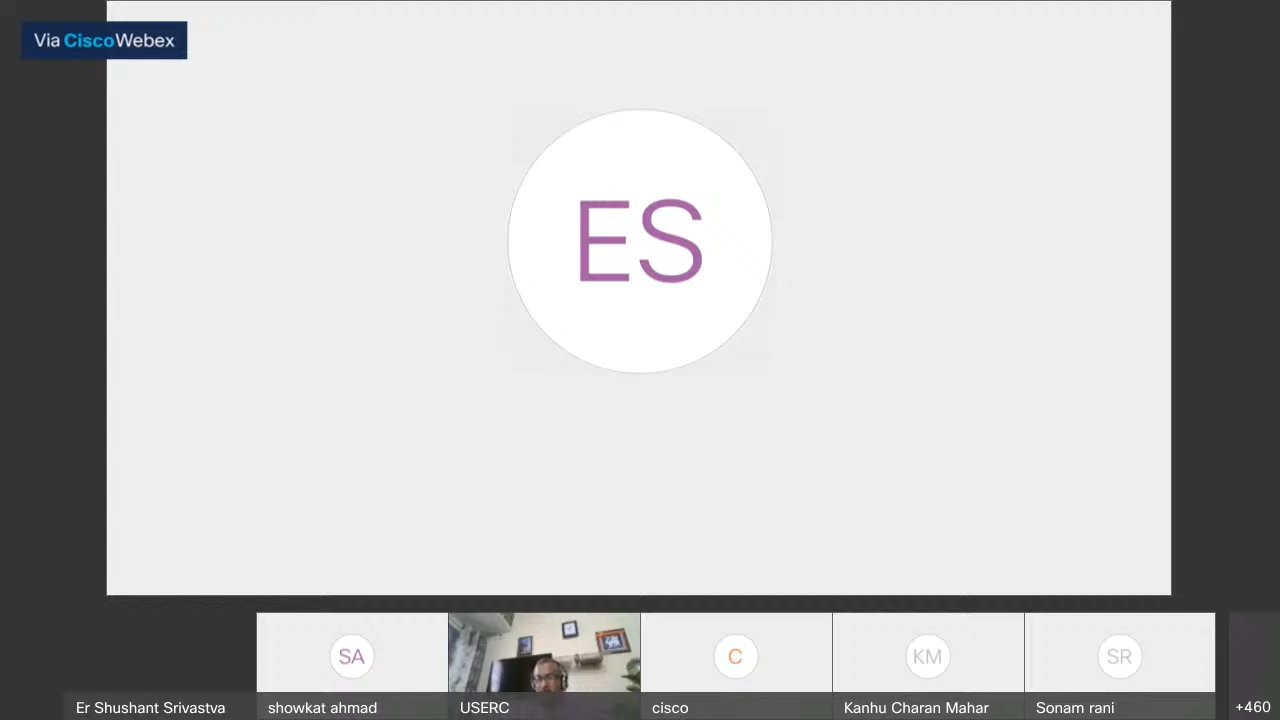 Via CiscoWebex
ES
SA
C
KM
SR
Er Shushant Srivastva
showkat ahmad
USERC
cisco
Kanhu Charan Mahar
Sonam rani
+460